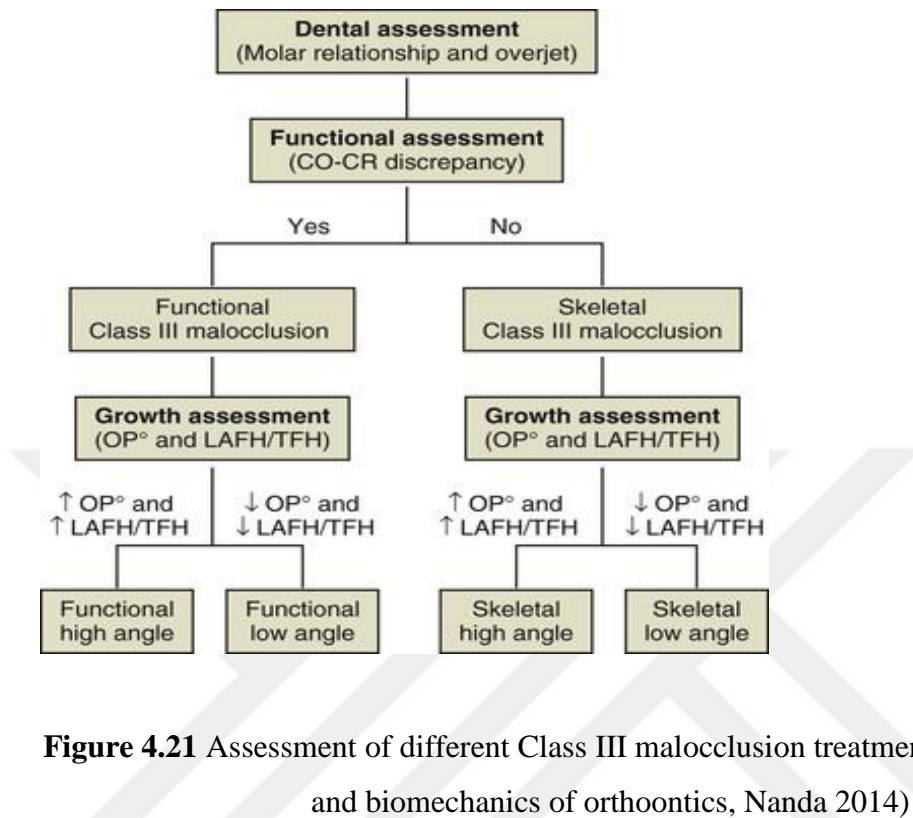 Dental assessment
(Molar relationship and overjet)
Functional assessment
(CO-CR discrepancy)
Yes
No
Functional
Class III malocclusion
Skeletal
Class III malocclusion
Growth assessment
(OP° and LAFH/TFH)
Growth assessment
(OP° and LAFH/TFH)
↑ OP° and
↑ LAFH/TFH
↓ OP° and
↓ LAFH/TFH
↑ OP° and
↑ LAFH/TFH
↓ OP° and
↓ LAFH/TFH
Functional
high angle
Functional
low angle
Skeletal
high angle
Skeletal
low angle
Figure 4.21 Assessment of different Class III malocclusion
and biomechanics of orthoontics, Nanda 2014)